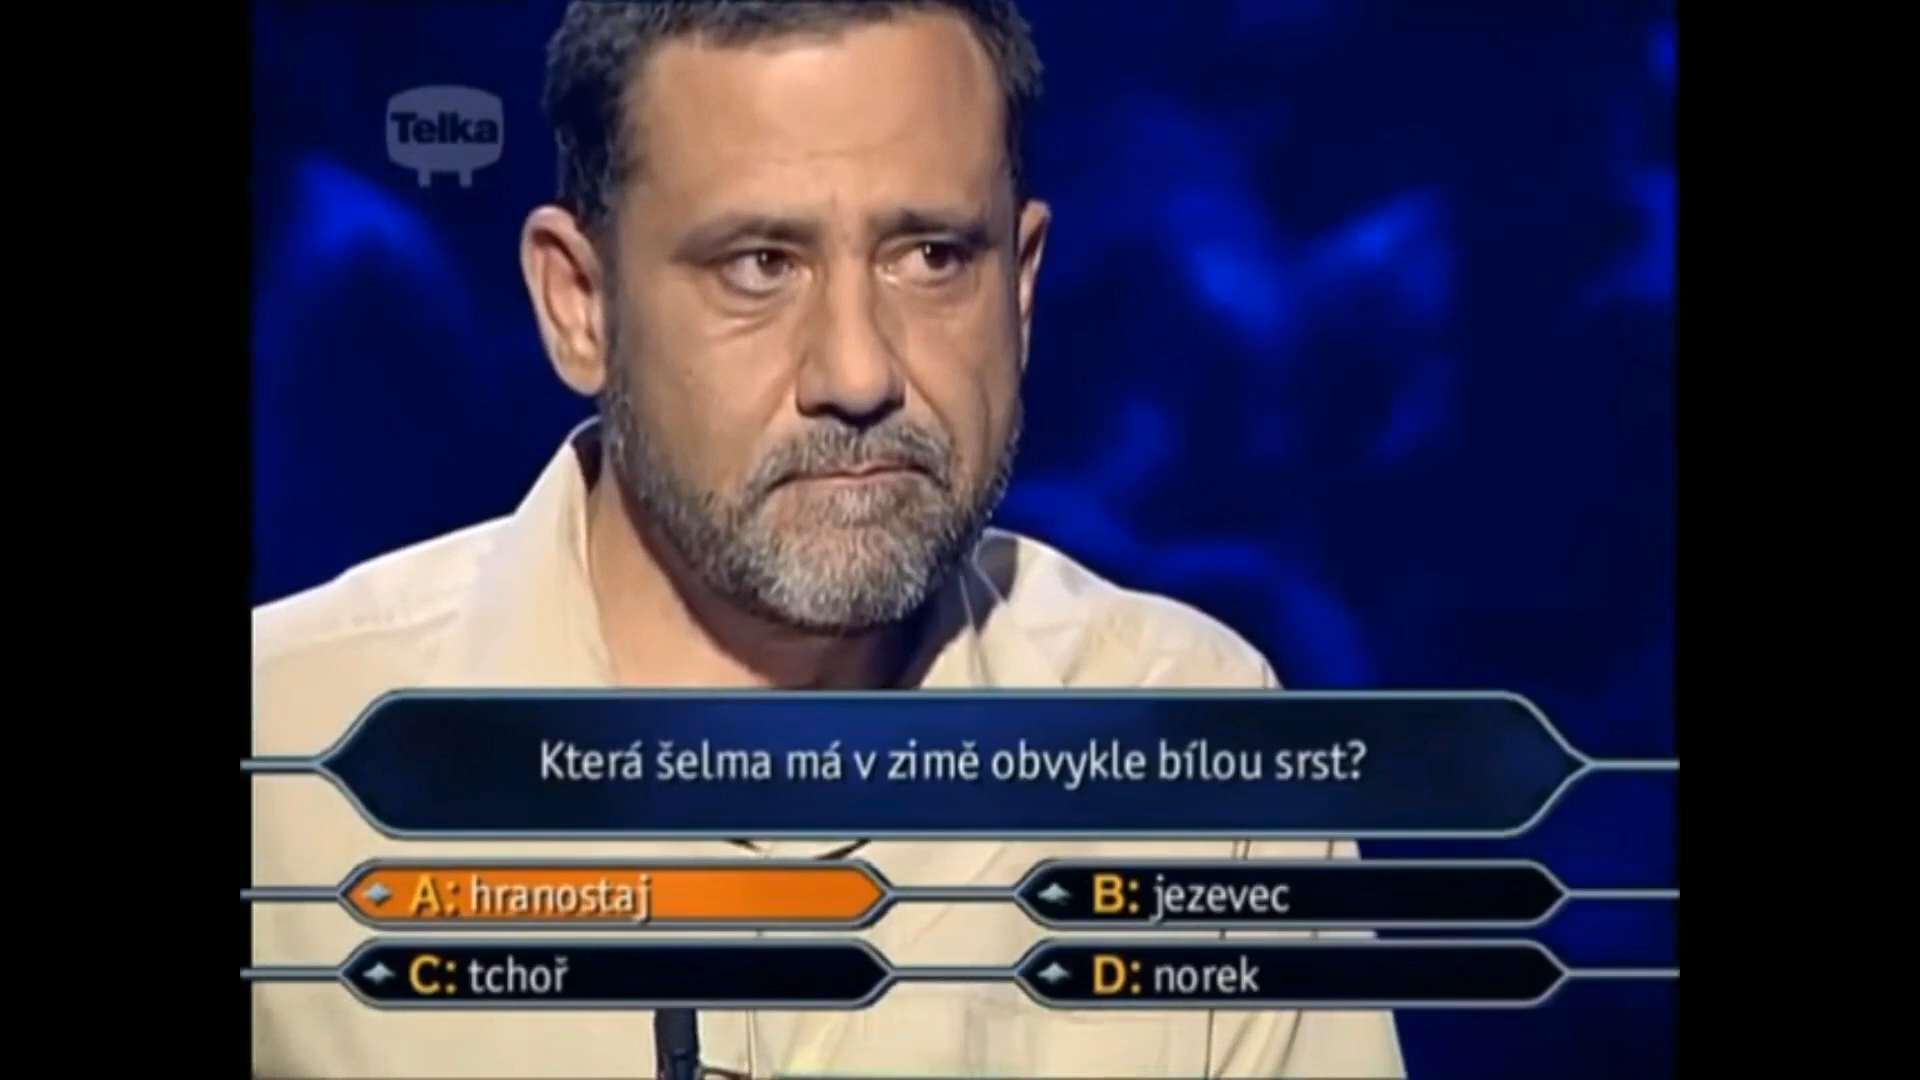 Telka
Která šelma má v zimě obvykle bílou srst?
A: hranostaj
B: jezevec
C: tchoř
D: norek